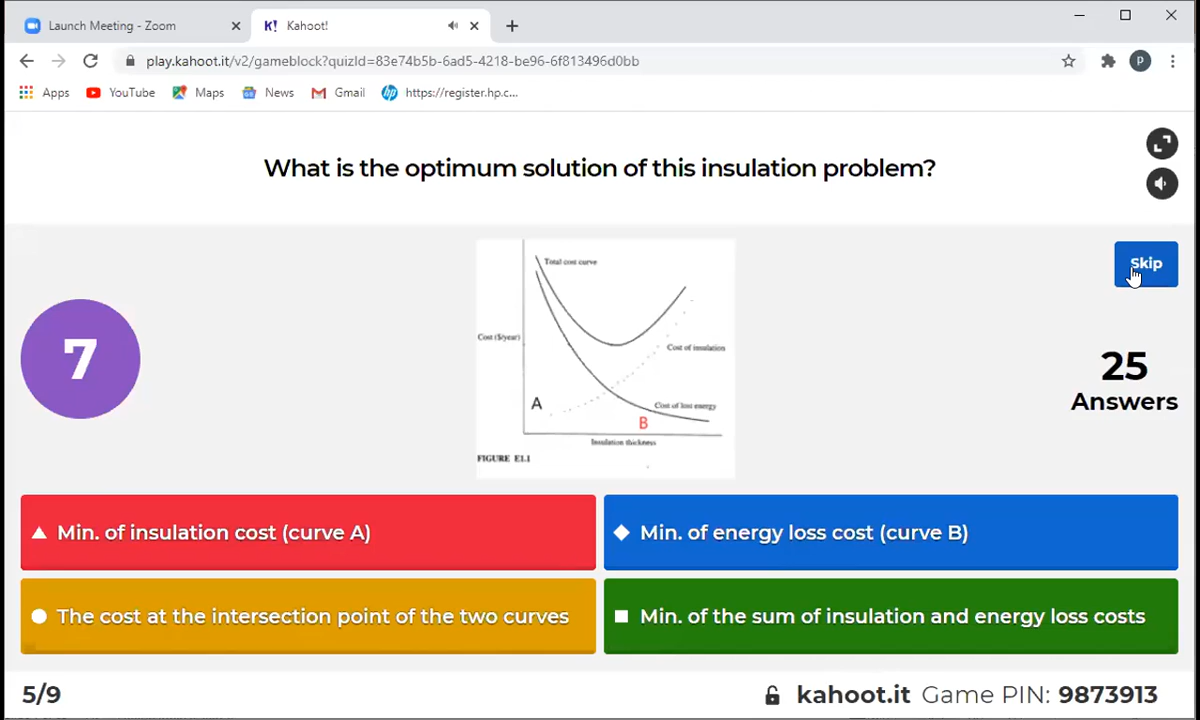 Launch Meeting - Zoom
K! Kahoot!
play.kahoot.it/v2/gameblock?quizId=83e74b5b-6ad5-4218-be96-6f813496d0bb
P
Apps YouTube Maps News Gmail https://register.hp.c...
What is the optimum solution of this insulation problem?
Skip
7
25
Answers
Total cost curve
Cost ($/year)
Cost of insulation
A
Cost of lost energy
B
Insulation thickness
FIGURE E1.1
Min. of insulation cost (curve A)
Min. of energy loss cost (curve B)
The cost at the intersection point of the two curves
Min. of the sum of insulation and energy loss costs
5/9
kahoot.it Game PIN: 9873913